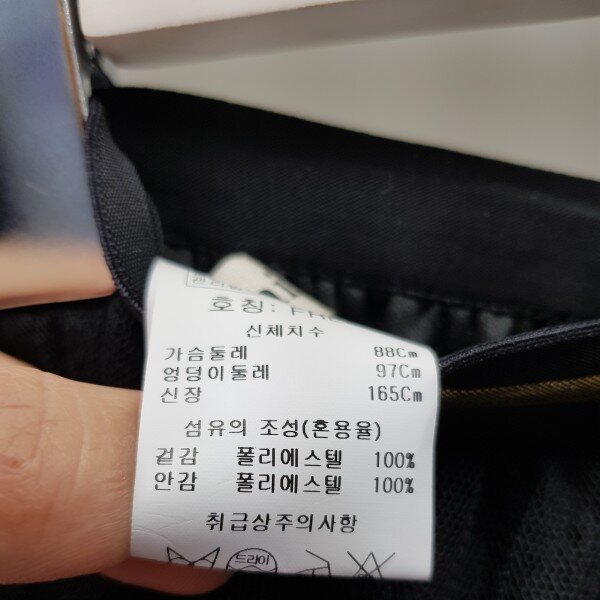 호칭:
신체치수
가슴둘레 88Cm
엉덩이둘레 97Cm
신장 165Cm
섬유의 조성(혼용율)
겉감 폴리에스텔 100%
안감 폴리에스텔 100%
취급상주의사항
드라이